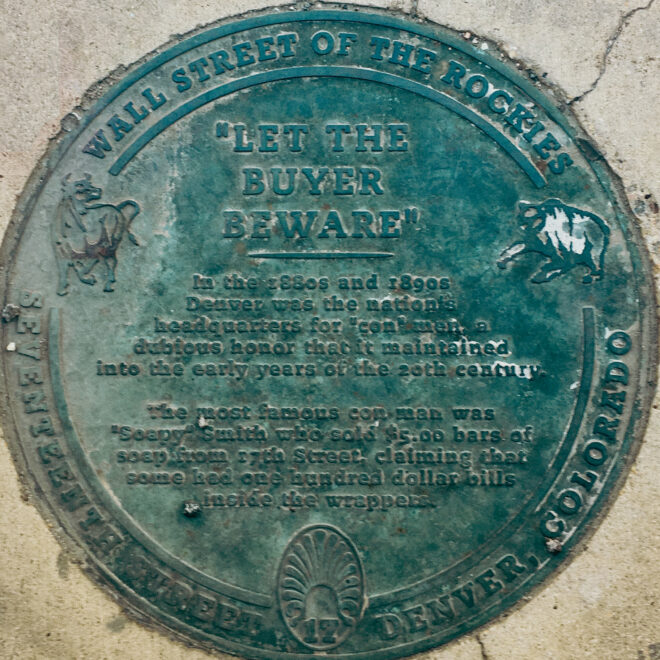 WALL STREET OF THE ROCKIES
"LET THE
BUYER
BEWARE"
In the 1880s and 1890s
Denver was the nation's
headquarters for "con" men, a
dubious honor that it maintained
into the early years of the 20th century.
The most famous con man was
"Soapy" Smith who sold $5.00 bars of
soap from 17th Street, claiming that
some had one hundred dollar bills
inside the wrappers.
17
SEVENTEENTH STREET
DENVER, COLORADO